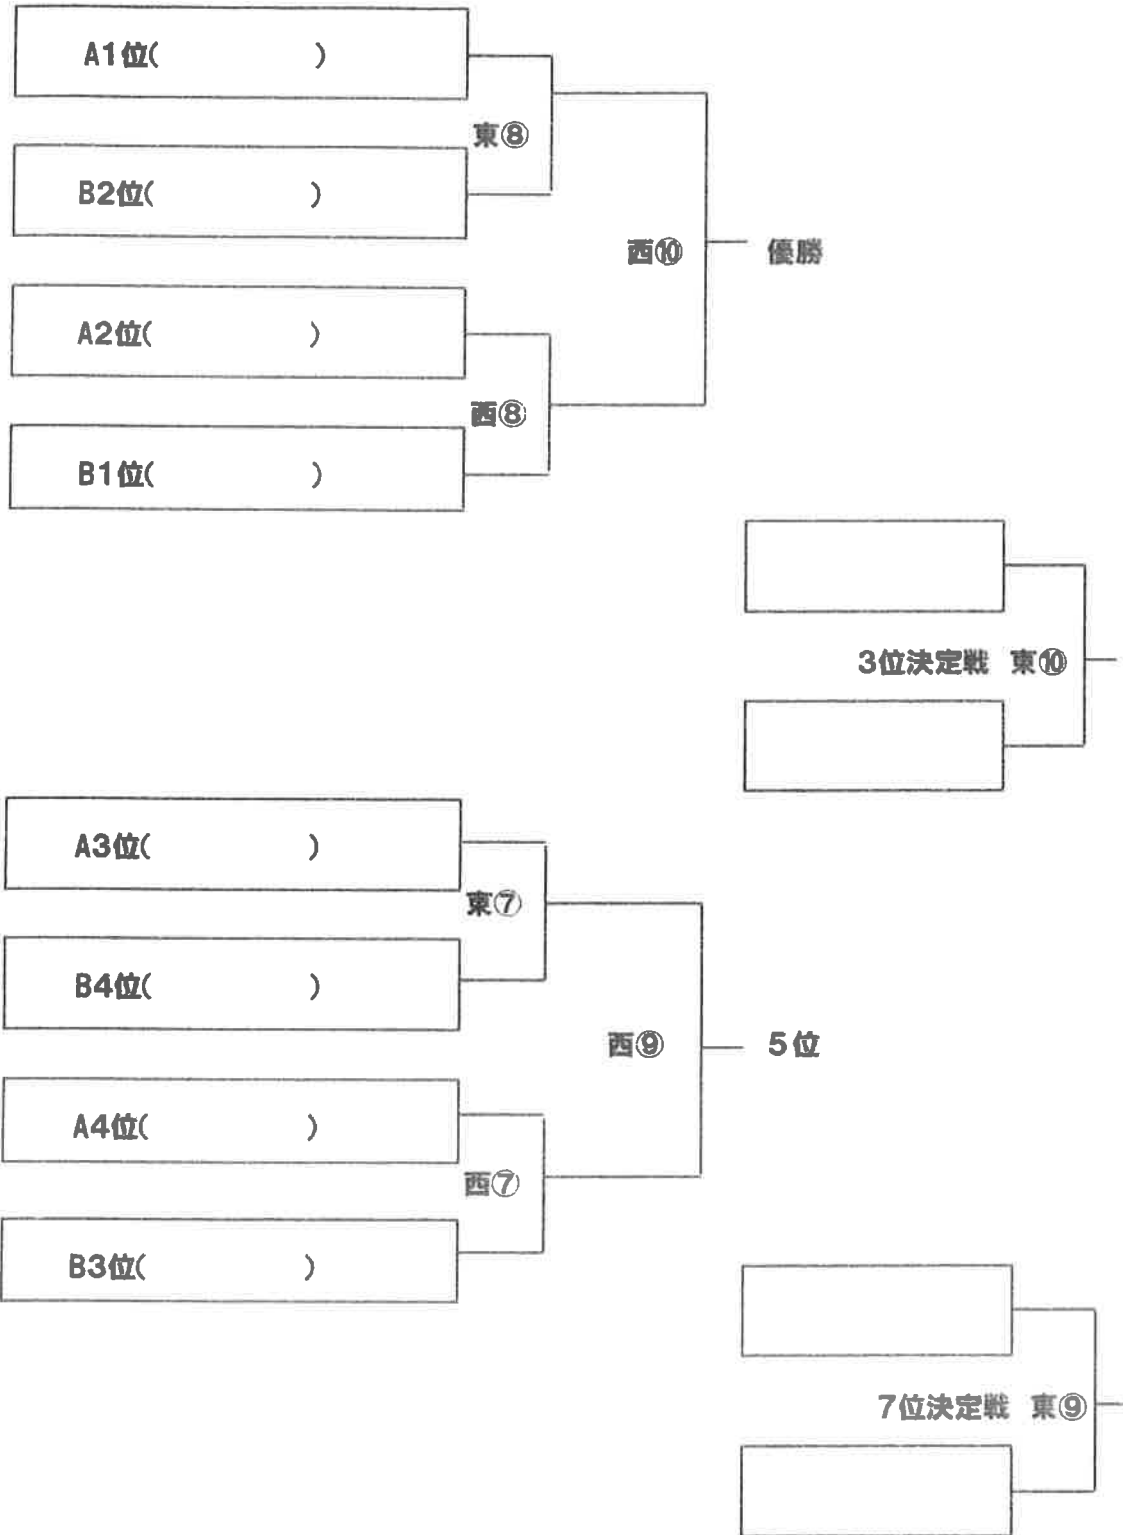 A1位(　　　　)
東⑧
B2位(　　　　)
西⑩　優勝
A2位(　　　　)
西⑧
B1位(　　　　)
3位決定戦　東⑩
A3位(　　　　)
東⑦
B4位(　　　　)
西⑨　5位
A4位(　　　　)
西⑦
B3位(　　　　)
7位決定戦　東⑨